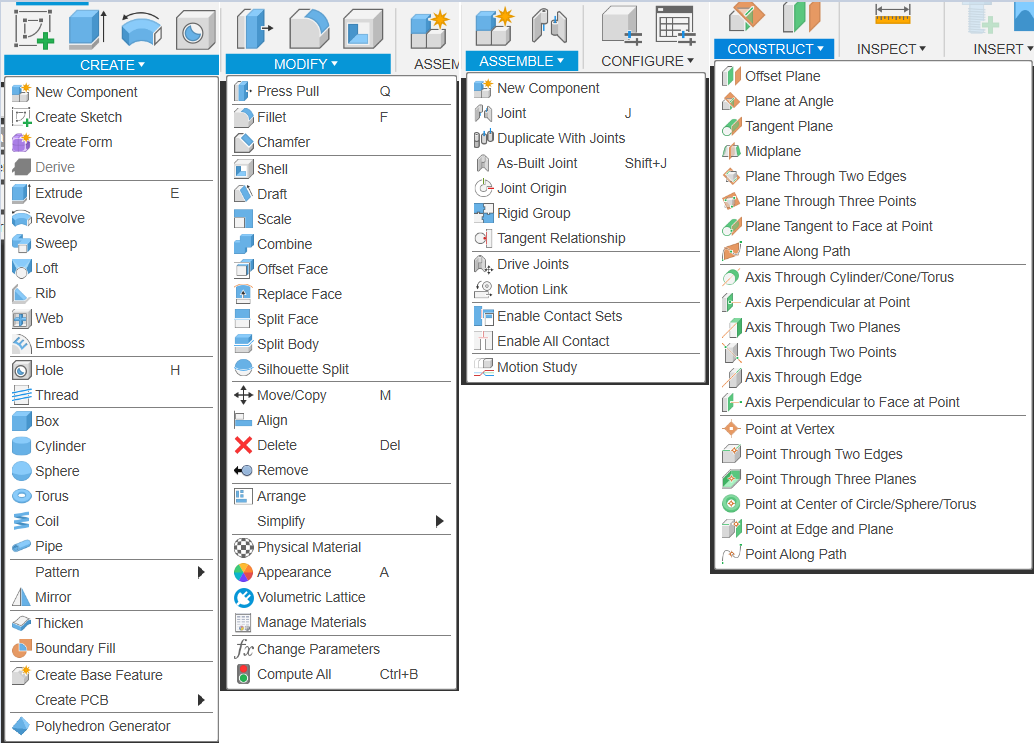 CREATE
New Component
Create Sketch
Create Form
Derive
Extrude E
Revolve
Sweep
Loft
Rib
Web
Emboss
Hole H
Thread
Box
Cylinder
Sphere
Torus
Coil
Pipe
Pattern
Mirror
Thicken
Boundary Fill
Create Base Feature
Create PCB
Polyhedron Generator
MODIFY
Press Pull Q
Fillet F
Chamfer
Shell
Draft
Scale
Combine
Offset Face
Replace Face
Split Face
Split Body
Silhouette Split
Move/Copy M
Align
Delete Del
Remove
Arrange
Simplify
Physical Material
Appearance A
Volumetric Lattice
Manage Materials
fx Change Parameters
Compute All Ctrl+B
ASSEM
ASSEMBLE
New Component
Joint J
Duplicate With Joints
As-Built Joint Shift+J
Joint Origin
Rigid Group
Tangent Relationship
Drive Joints
Motion Link
Enable Contact Sets
Enable All Contact
Motion Study
CONFIGURE
CONSTRUCT
Offset Plane
Plane at Angle
Tangent Plane
Midplane
Plane Through Two Edges
Plane Through Three Points
Plane Tangent to Face at Point
Plane Along Path
Axis Through Cylinder/Cone/Torus
Axis Perpendicular at Point
Axis Through Two Planes
Axis Through Two Points
Axis Through Edge
Axis Perpendicular to Face at Point
Point at Vertex
Point Through Two Edges
Point Through Three Planes
Point at Center of Circle/Sphere/Torus
Point at Edge and Plane
Point Along Path
INSPECT
INSERT